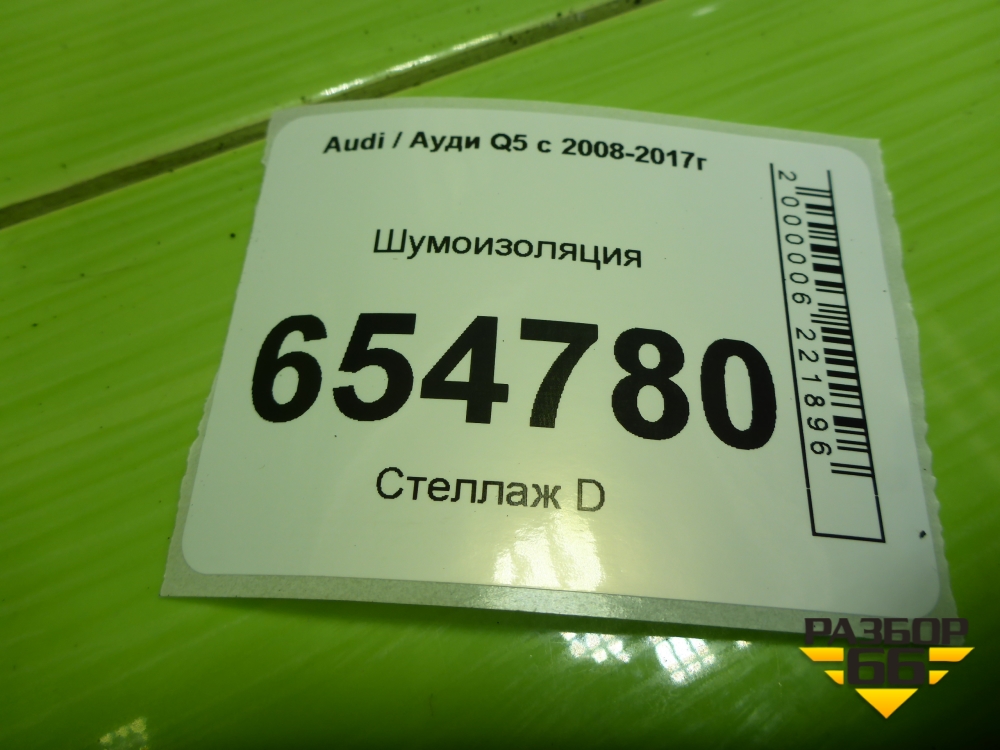 Audi / Ауди Q5 с 2008-2017г
Шумоизоляция
654780
Стеллаж D
2000006221896
РАЗБОР
66